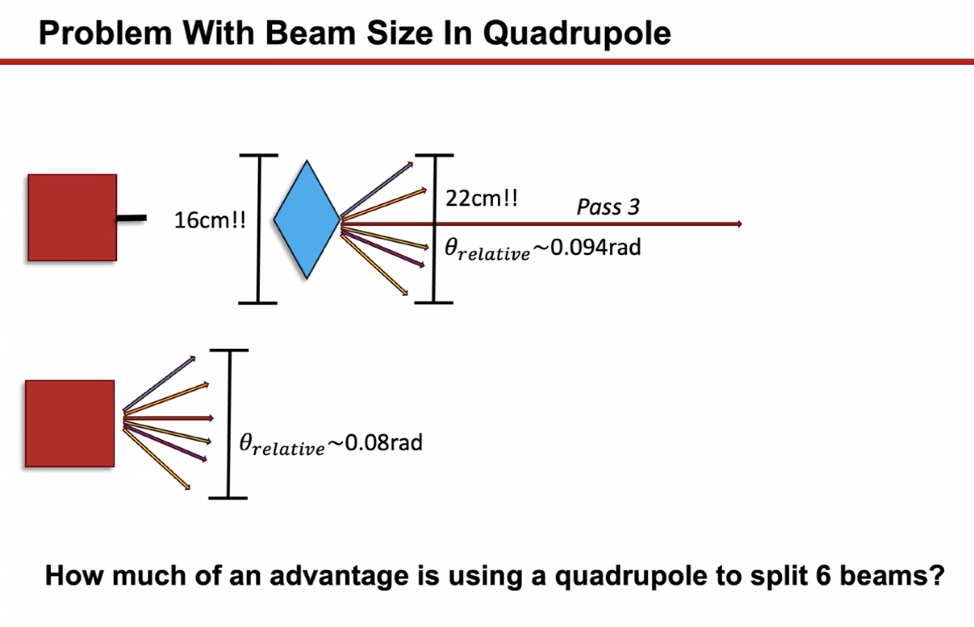 Problem With Beam Size In Quadrupole
16cm!!
22cm!!
Pass 3
θrelative~0.094rad
θrelative~0.08rad
How much of an advantage is using a quadrupole to split 6 beams?